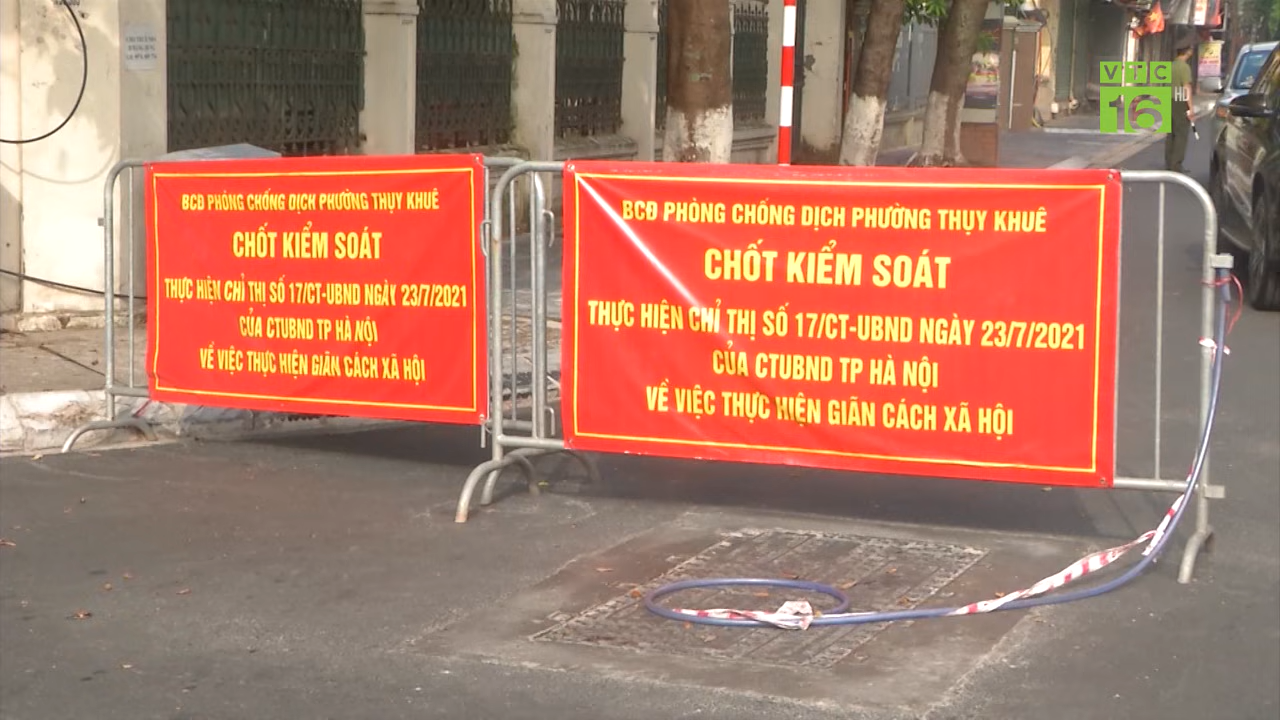 BCĐ PHÒNG CHỐNG DỊCH PHƯỜNG THỤY KHUÊ
CHỐT KIỂM SOÁT
THỰC HIỆN CHỈ THỊ SỐ 17/CT-UBND NGÀY 23/7/2021
CỦA CTUBND TP HÀ NỘI
VỀ VIỆC THỰC HIỆN GIÃN CÁCH XÃ HỘI
BCĐ PHÒNG CHỐNG DỊCH PHƯỜNG THỤY KHUÊ
CHỐT KIỂM SOÁT
THỰC HIỆN CHỈ THỊ SỐ 17/CT-UBND NGÀY 23/7/2021
CỦA CTUBND TP HÀ NỘI
VỀ VIỆC THỰC HIỆN GIÃN CÁCH XÃ HỘI
VTC
16 HD